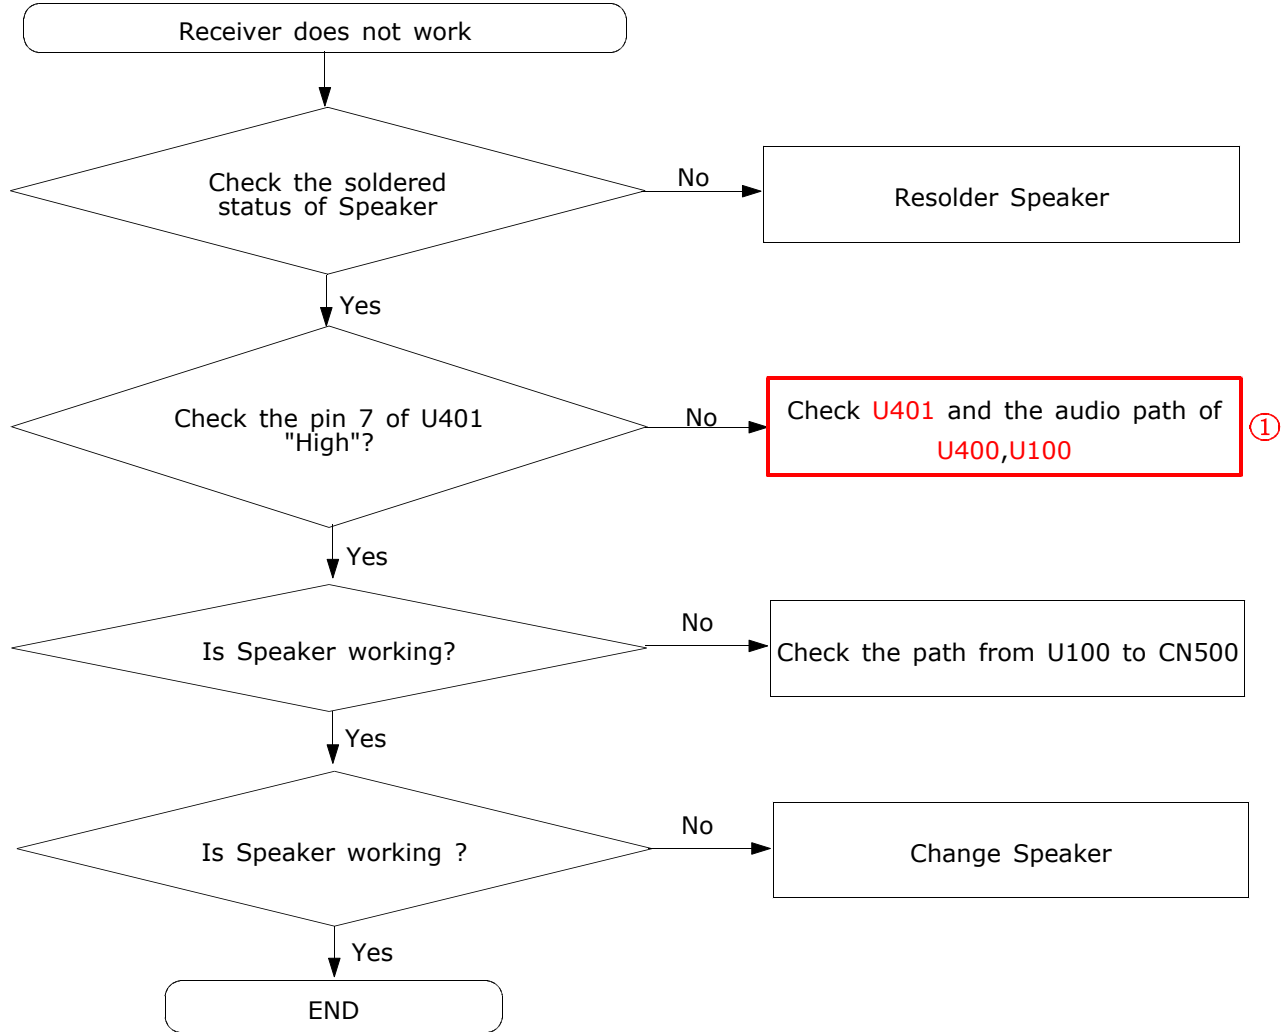 Receiver does not work
Check the soldered
status of Speaker
No
Resolder Speaker
Yes
Check the pin 7 of U401
"High"?
No
Check U401 and the audio path of
U400,U100
①
Yes
Is Speaker working?
No
Check the path from U100 to CN500
Yes
Is Speaker working ?
No
Change Speaker
Yes
END